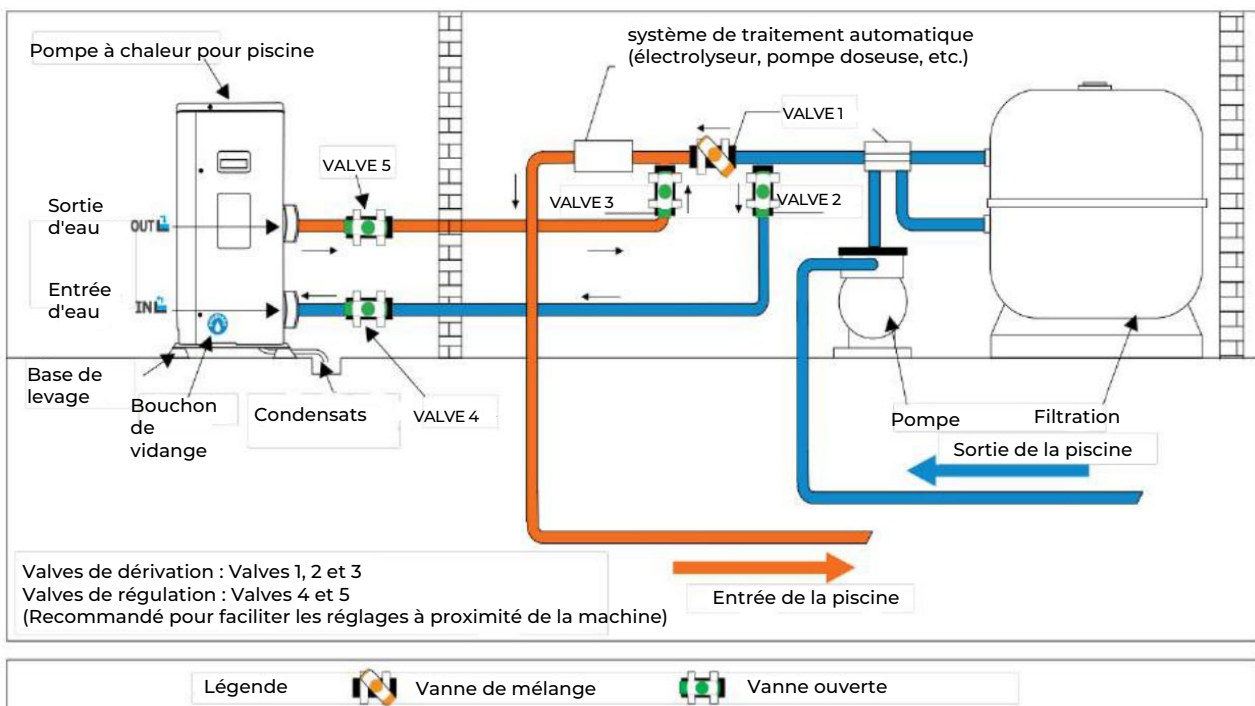 Pompe à chaleur pour piscine
système de traitement automatique
(électrolyseur, pompe doseuse, etc.)
VALVE 1
VALVE 5
VALVE 3
VALVE 2
Sortie
d'eau
OUT
Entrée
d'eau
IN
Base de
levage
Bouchon
de
vidange
Condensats
VALVE 4
Pompe
Filtration
Sortie de la piscine
Entrée de la piscine
Valves de dérivation : Valves 1, 2 et 3
Valves de régulation : Valves 4 et 5
(Recommandé pour faciliter les réglages à proximité de la machine)
Légende
Vanne de mélange
Vanne ouverte